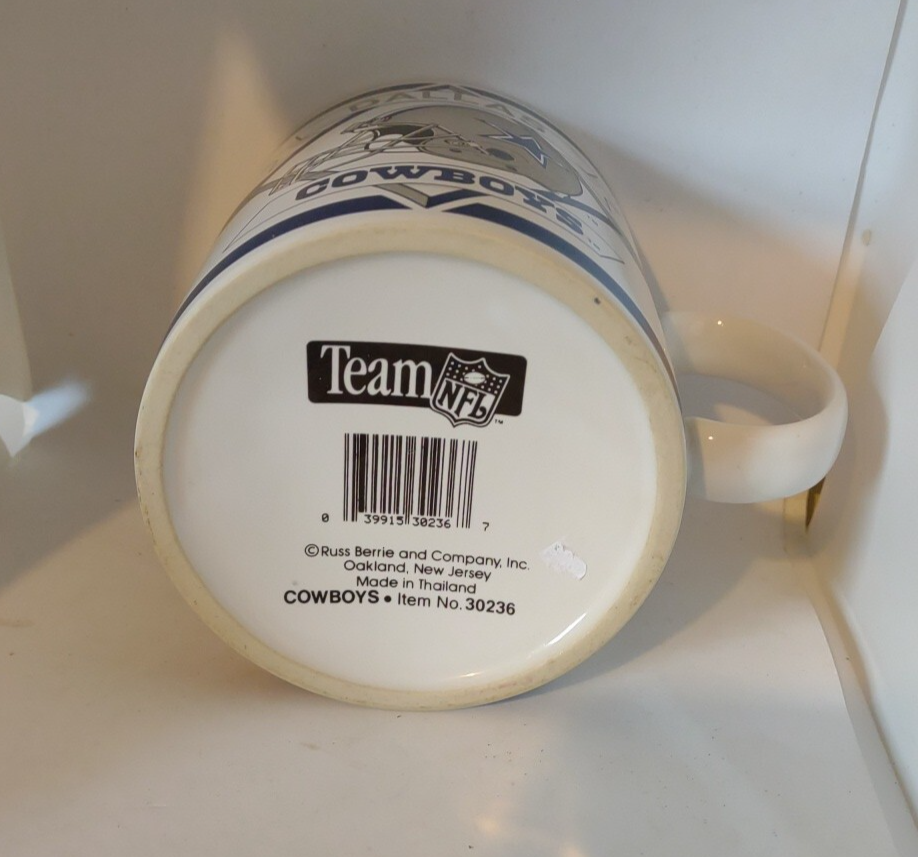 DALLAS
COWBOYS
Team NFL™
0 39915 30236 7
©Russ Berrie and Company, Inc.
Oakland, New Jersey
Made in Thailand
COWBOYS • Item No. 30236